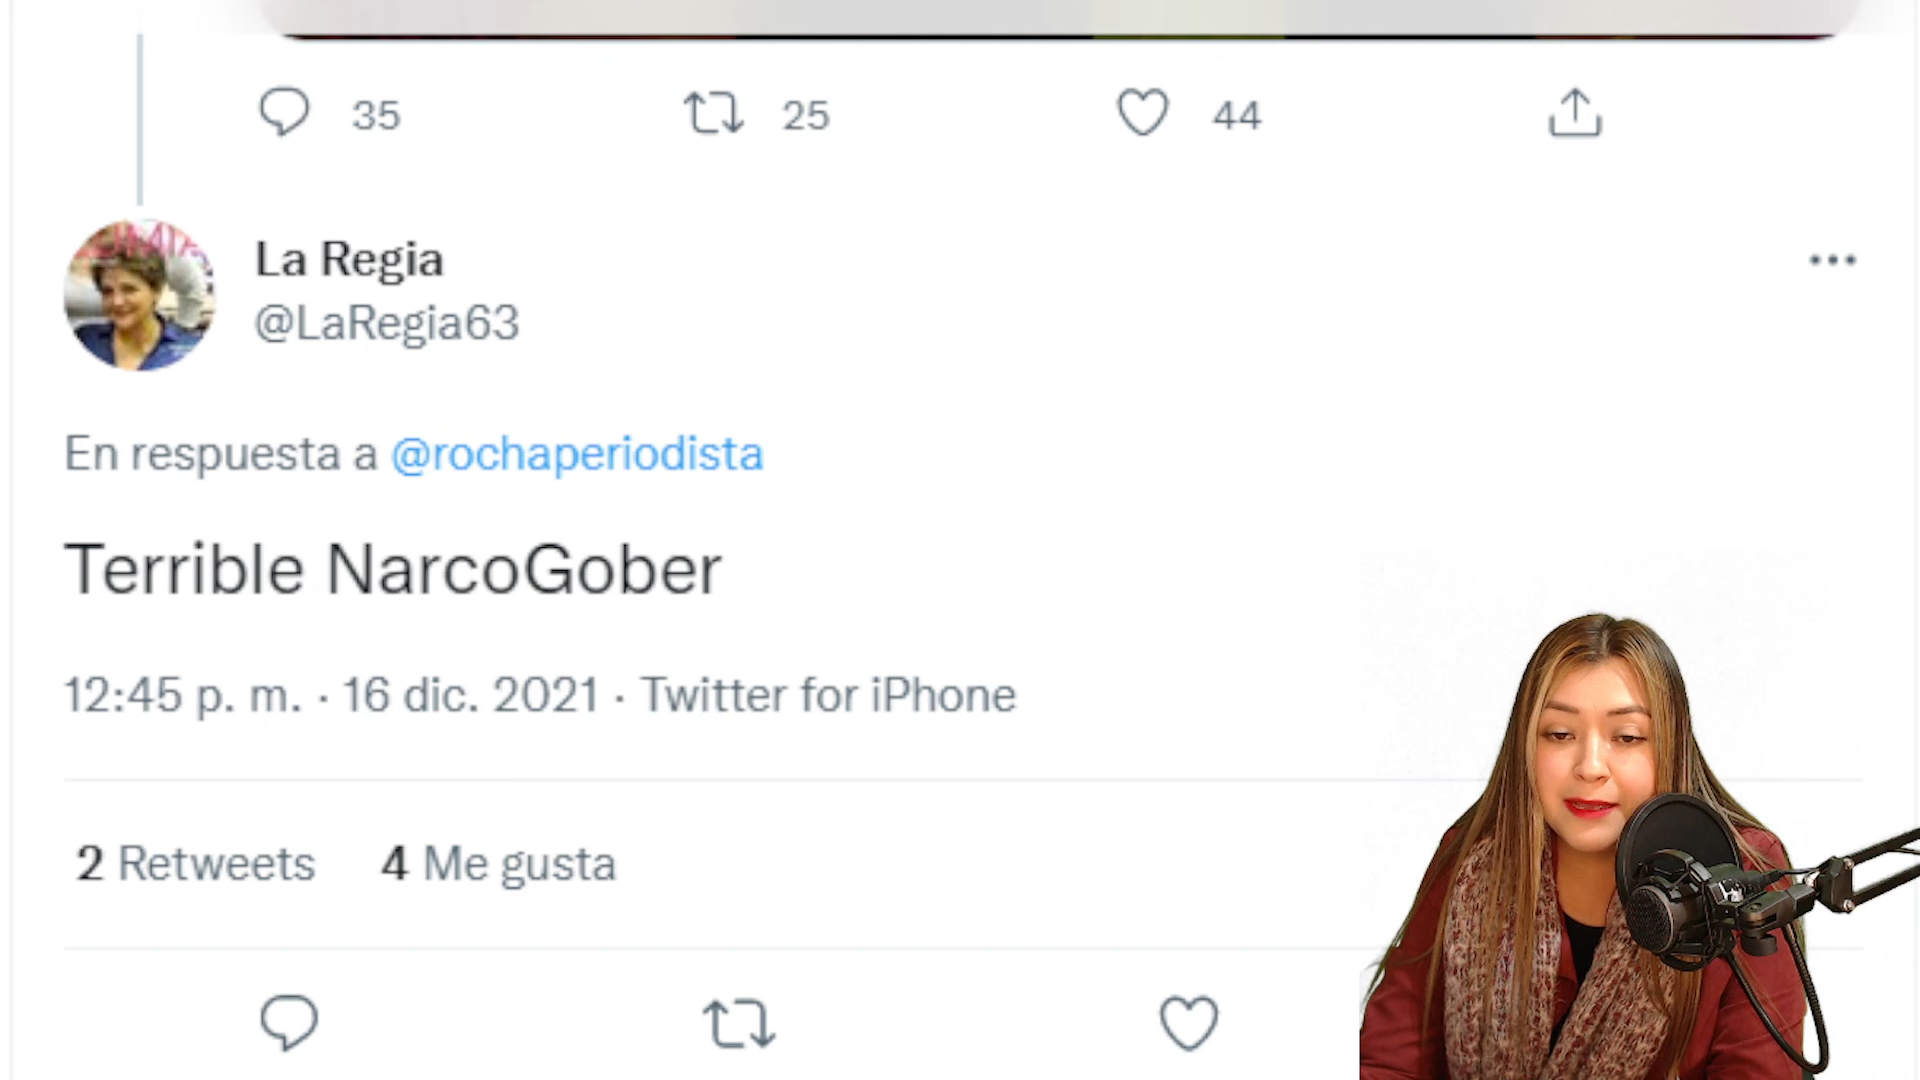 35 25 44
La Regia
@LaRegia63
En respuesta a @rochaperiodista
Terrible NarcoGober
12:45 p. m. · 16 dic. 2021 · Twitter for iPhone
2 Retweets 4 Me gusta